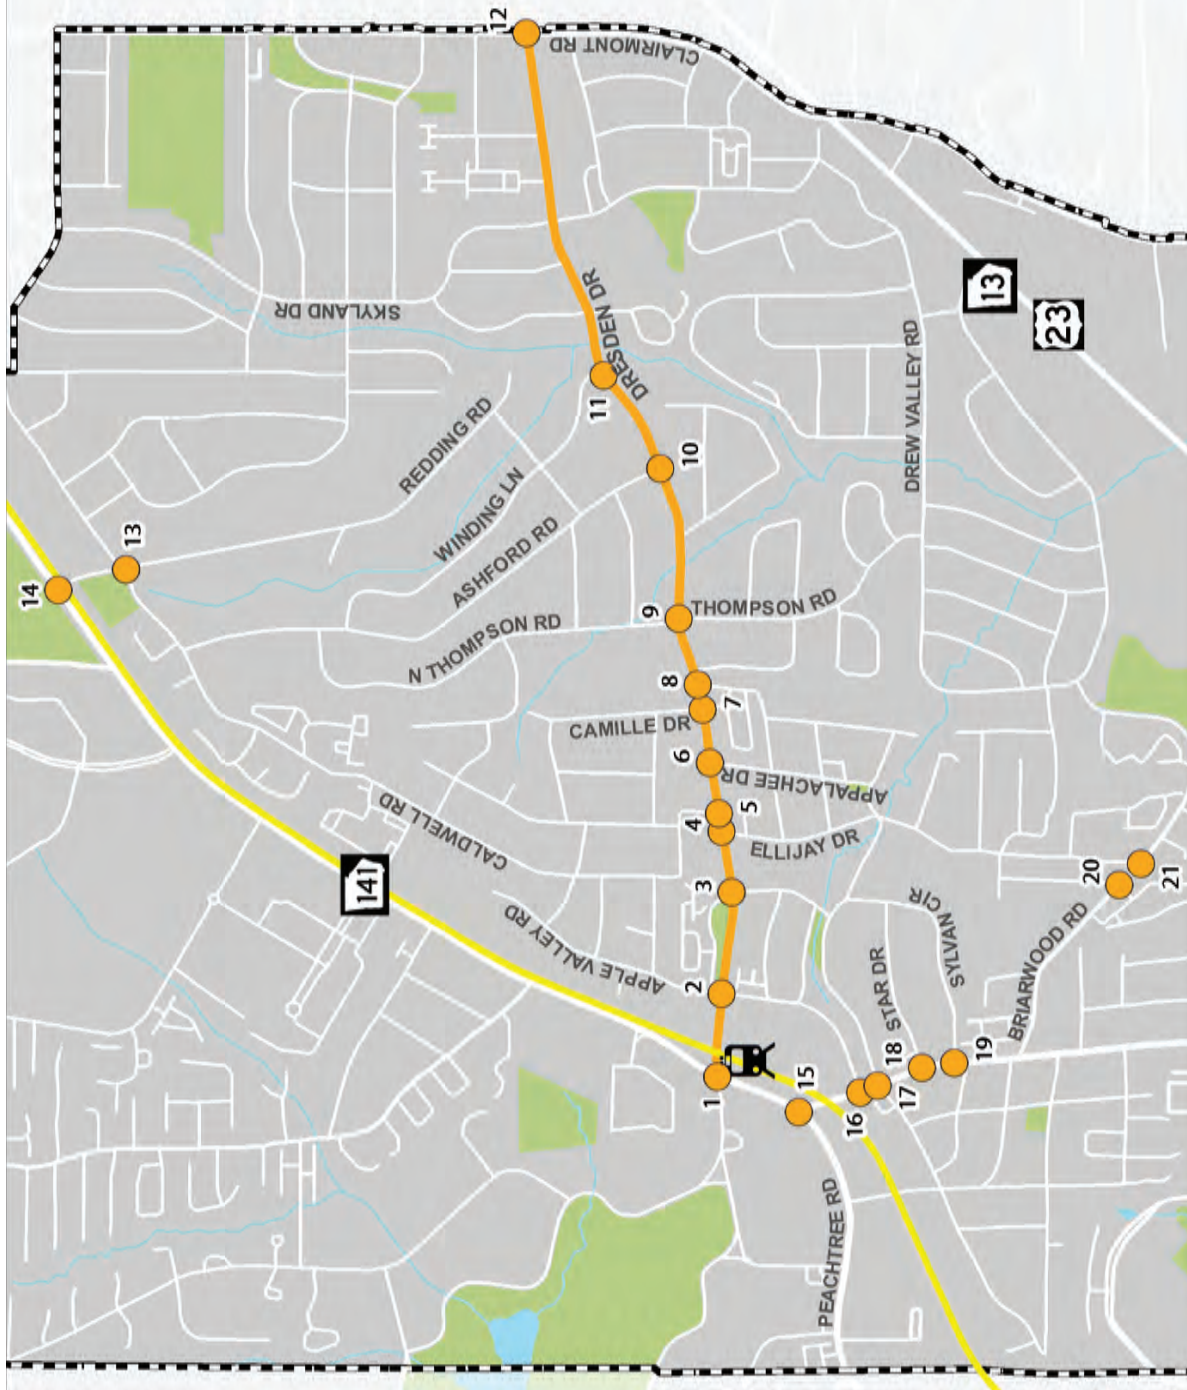 12
CLAIRMONT RD
SKYLAND DR
DRESDEN DR
13
23
11
DREW VALLEY RD
REDDING RD
10
WINDING LN
ASHFORD RD
13
14
N THOMPSON RD
9
THOMPSON RD
8
7
CAMILLE DR
6
APPALACHEE DR
5
4
ELLIJAY DR
CALDWELL RD
141
3
20
21
SYLVAN CIR
APPLE VALLEY RD
2
STAR DR
BRIARWOOD RD
1
15
16
17
18
19
PEACHTREE RD